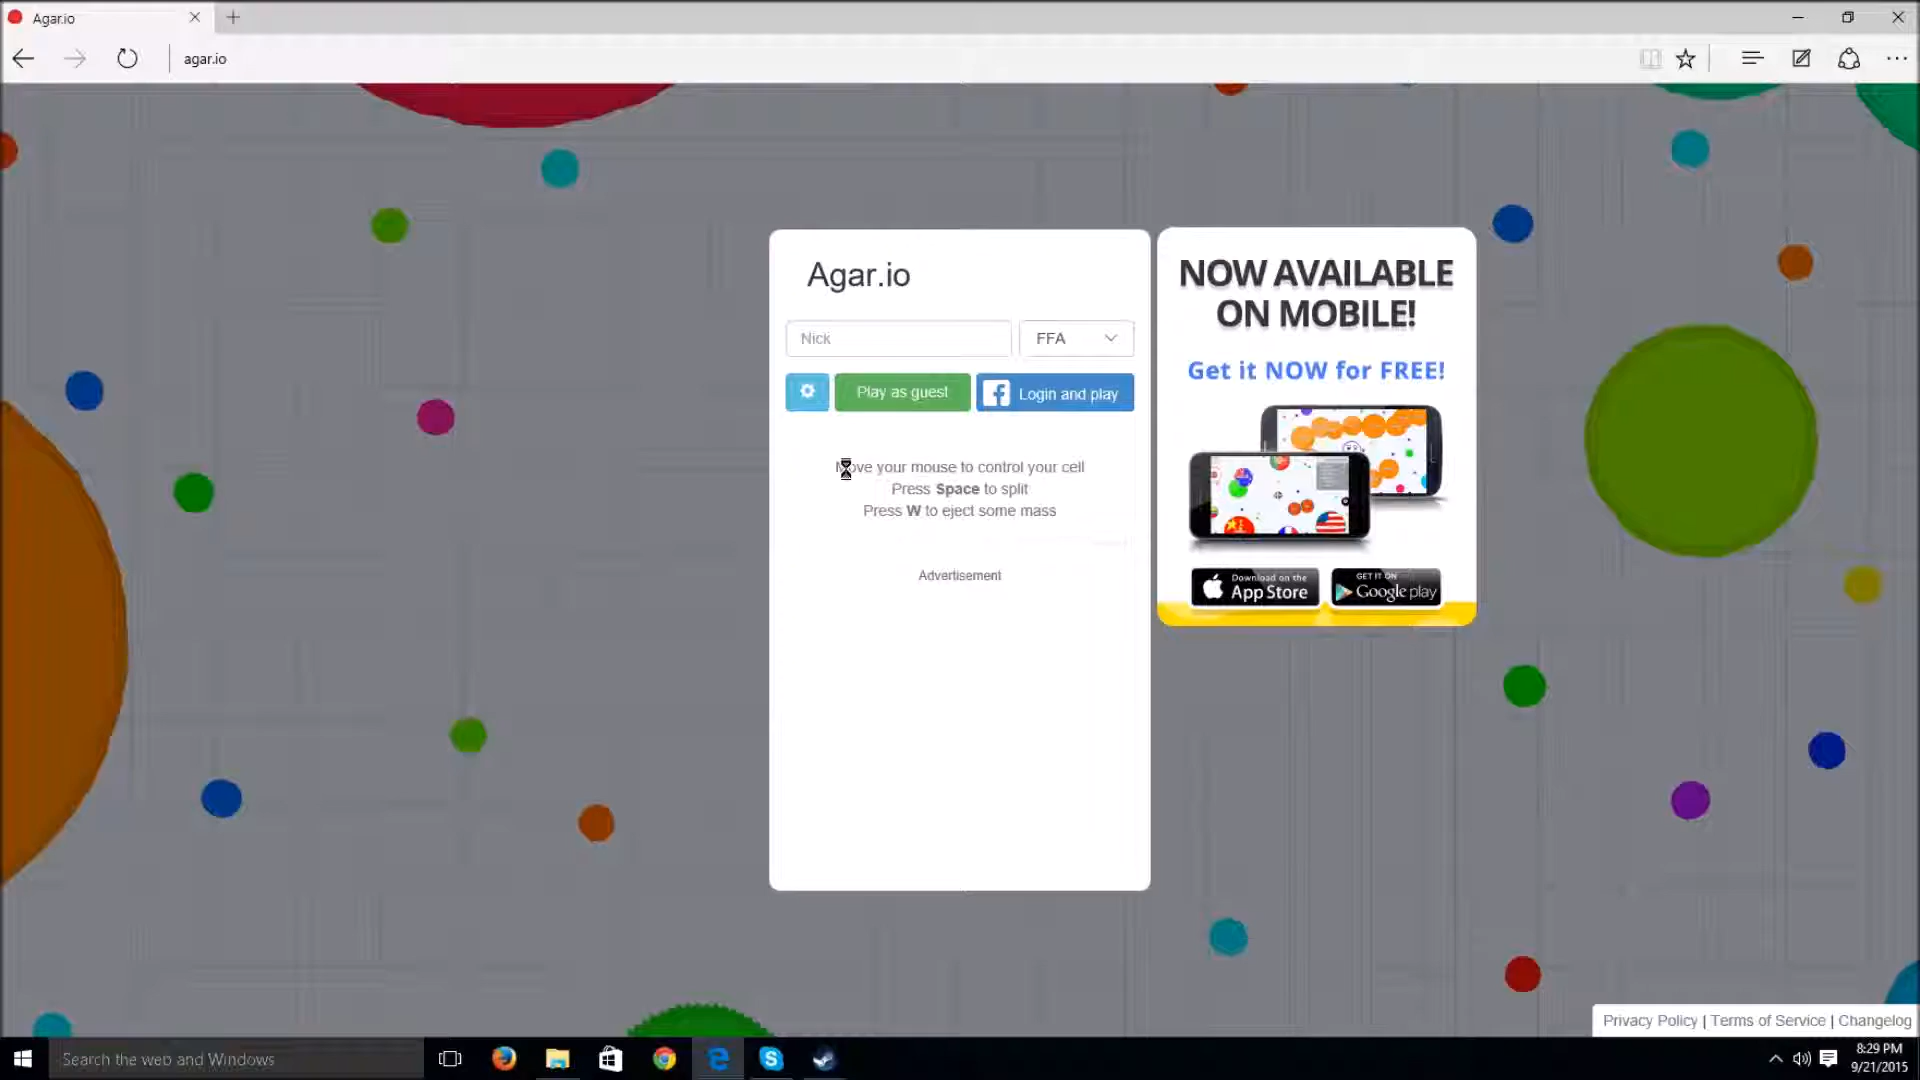 Agar.io
agar.io
Agar.io
Nick
FFA
Play as guest
Login and play
Move your mouse to control your cell
Press Space to split
Press W to eject some mass
Advertisement
NOW AVAILABLE
ON MOBILE!
Get it NOW for FREE!
Download on the
App Store
GET IT ON
Google play
Privacy Policy | Terms of Service | Changelog
Search the web and Windows
8:29 PM
9/21/2015